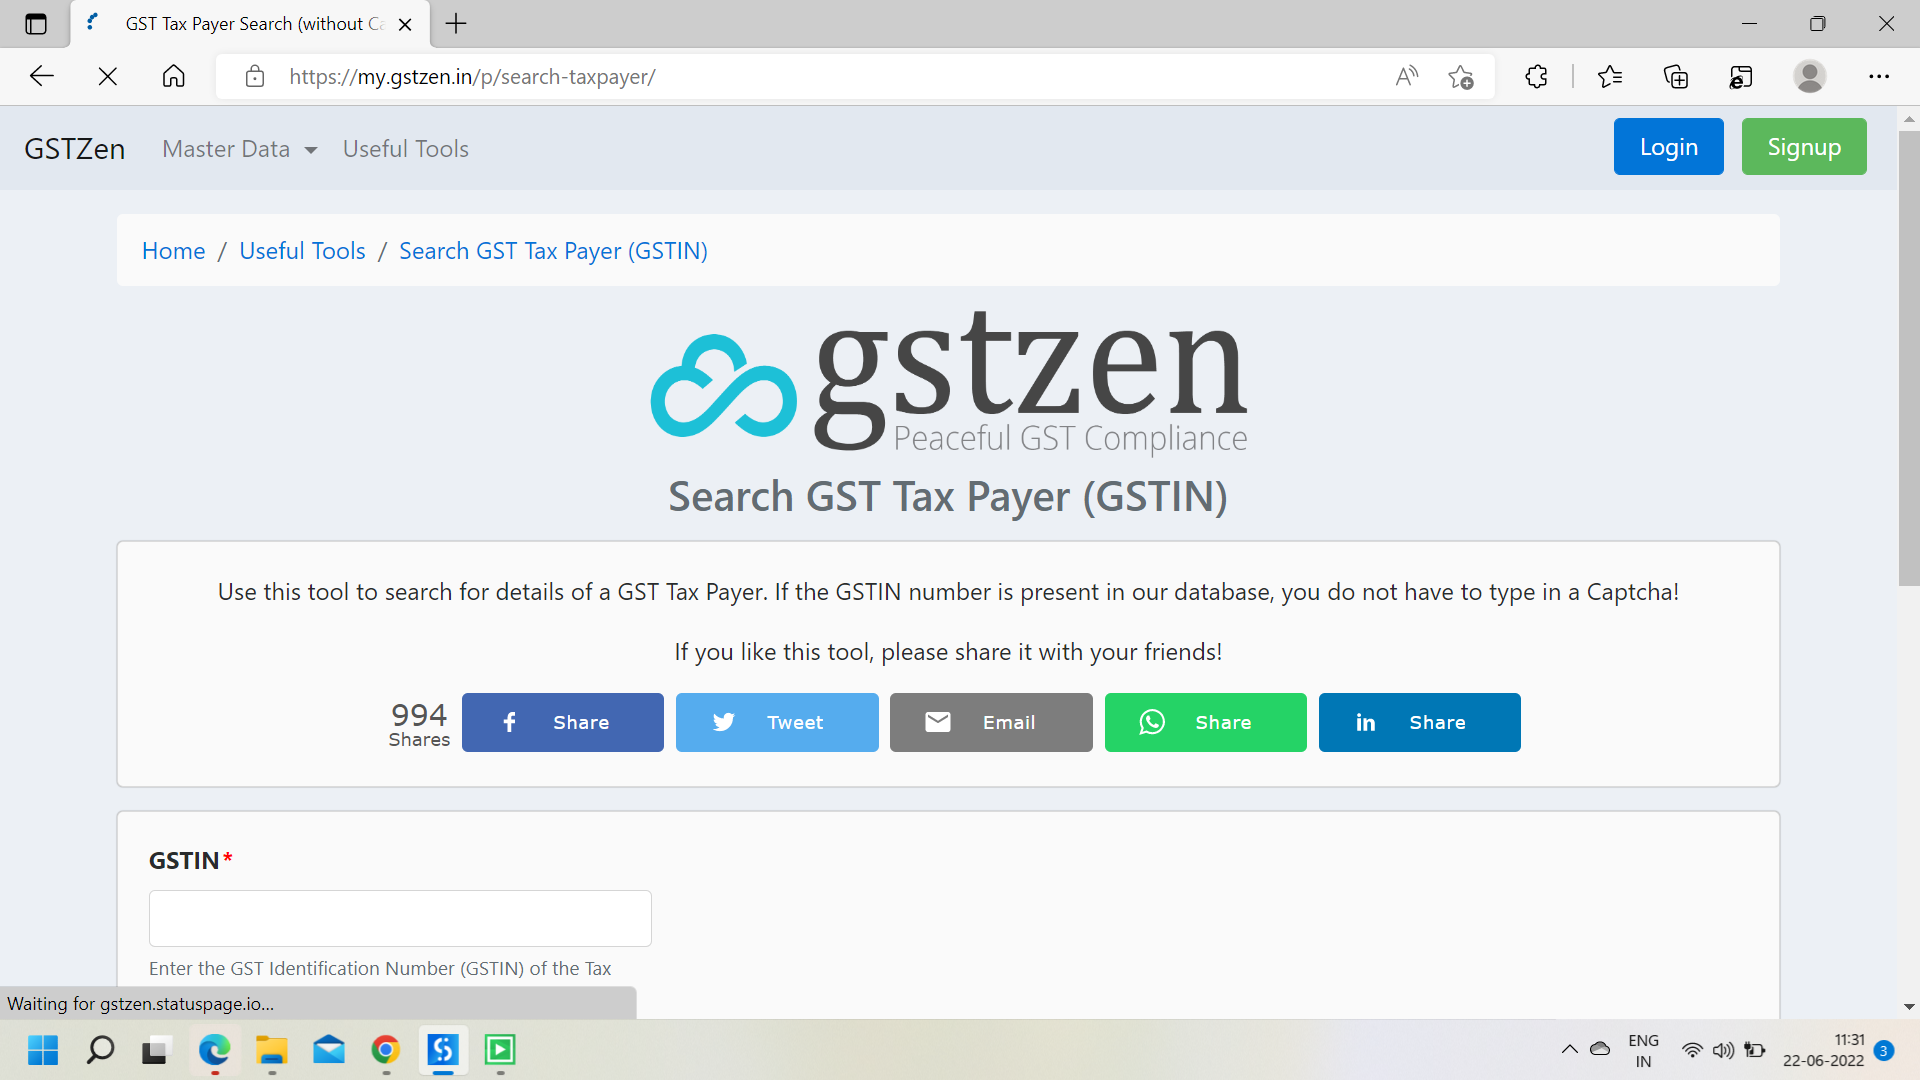 GST Tax Payer Search (without Ca
https://my.gstzen.in/p/search-taxpayer/
GSTZen Master Data Useful Tools Login Signup
Home / Useful Tools / Search GST Tax Payer (GSTIN)
gstzen
Peaceful GST Compliance
Search GST Tax Payer (GSTIN)
Use this tool to search for details of a GST Tax Payer. If the GSTIN number is present in our database, you do not have to type in a Captcha!
If you like this tool, please share it with your friends!
994
Shares
Share Tweet Email Share Share
GSTIN*
Enter the GST Identification Number (GSTIN) of the Tax
Waiting for gstzen.statuspage.io...
ENG
IN
11:31
22-06-2022
3